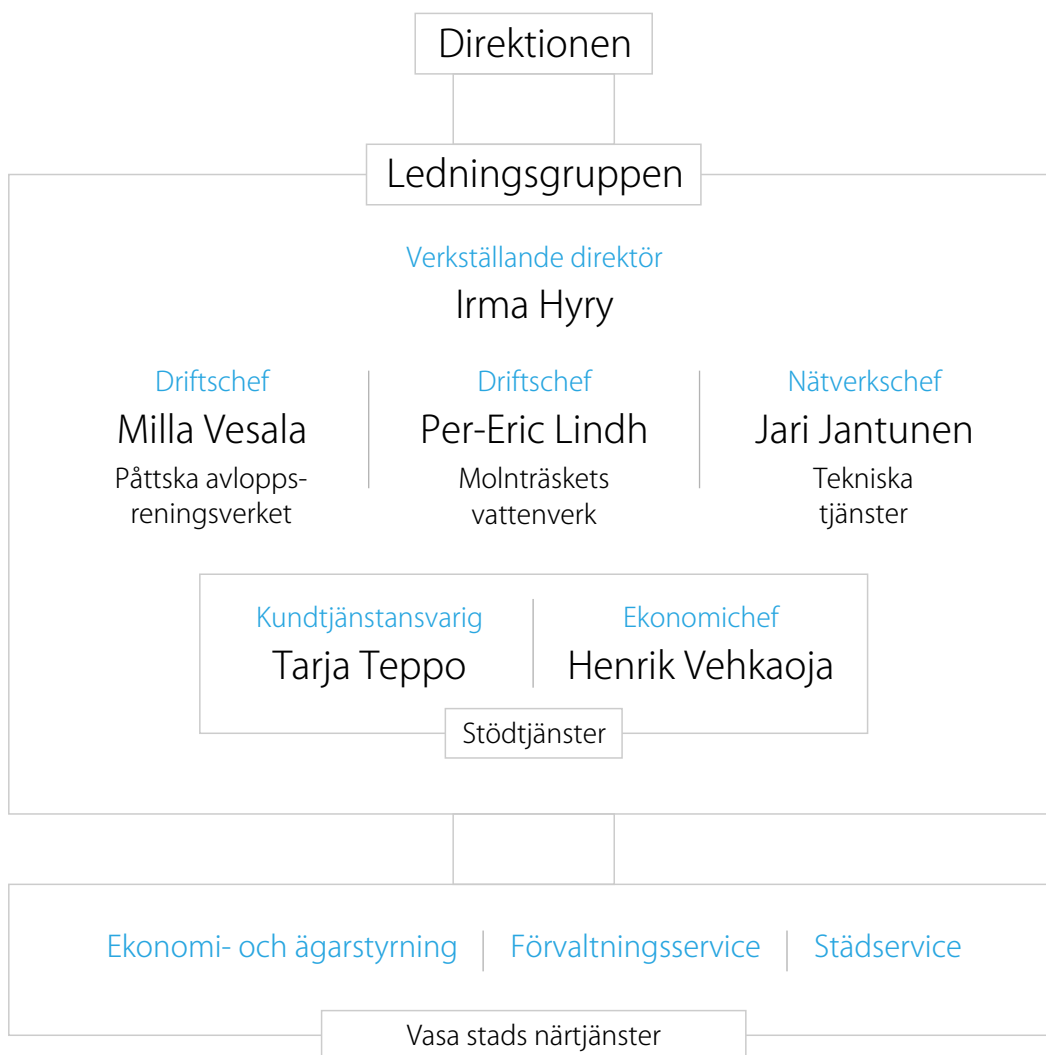 Direktionen
Ledningsgruppen
Verkställande direktör
Irma Hyry
Driftschef
Milla Vesala
Påttska avlopps-
reningsverket
Driftschef
Per-Eric Lindh
Molnträskets
vattenverk
Nätverkschef
Jari Jantunen
Tekniska
tjänster
Kundtjänstansvarig
Tarja Teppo
Ekonomichef
Henrik Vehkaoja
Stödtjänster
Ekonomi- och ägarstyrning
Förvaltningsservice
Städservice
Vasa stads närtjänster